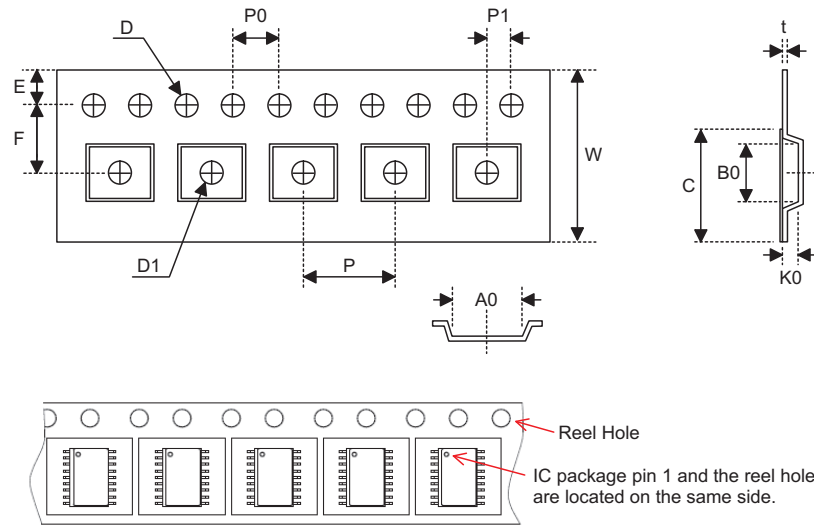 D
P0
P1
t
E
F
W
C
B0
D1
P
K0
A0
Reel Hole
IC package pin 1 and the reel hole
are located on the same side.